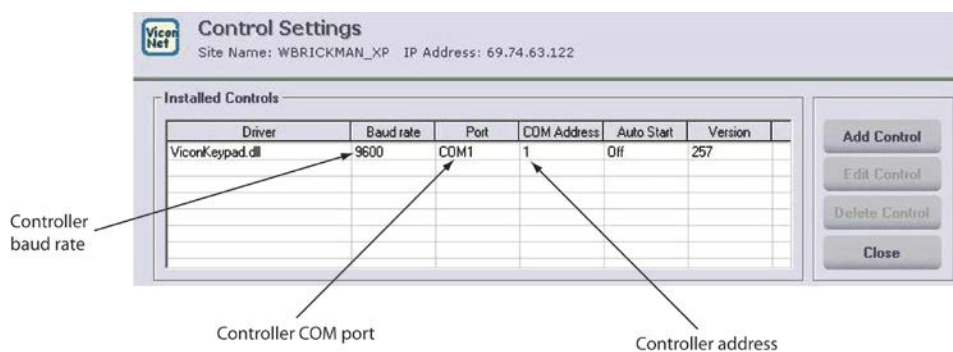 Vicon
Net
Control Settings
Site Name: WBRICKMAN_XP IP Address: 69.74.63.122
Installed Controls
Driver Baud rate Port COM Address Auto Start Version
ViconKeypad.dll 9600 COM1 1 Off 257
Add Control
Edit Control
Delete Control
Close
Controller
baud rate
Controller COM port
Controller address